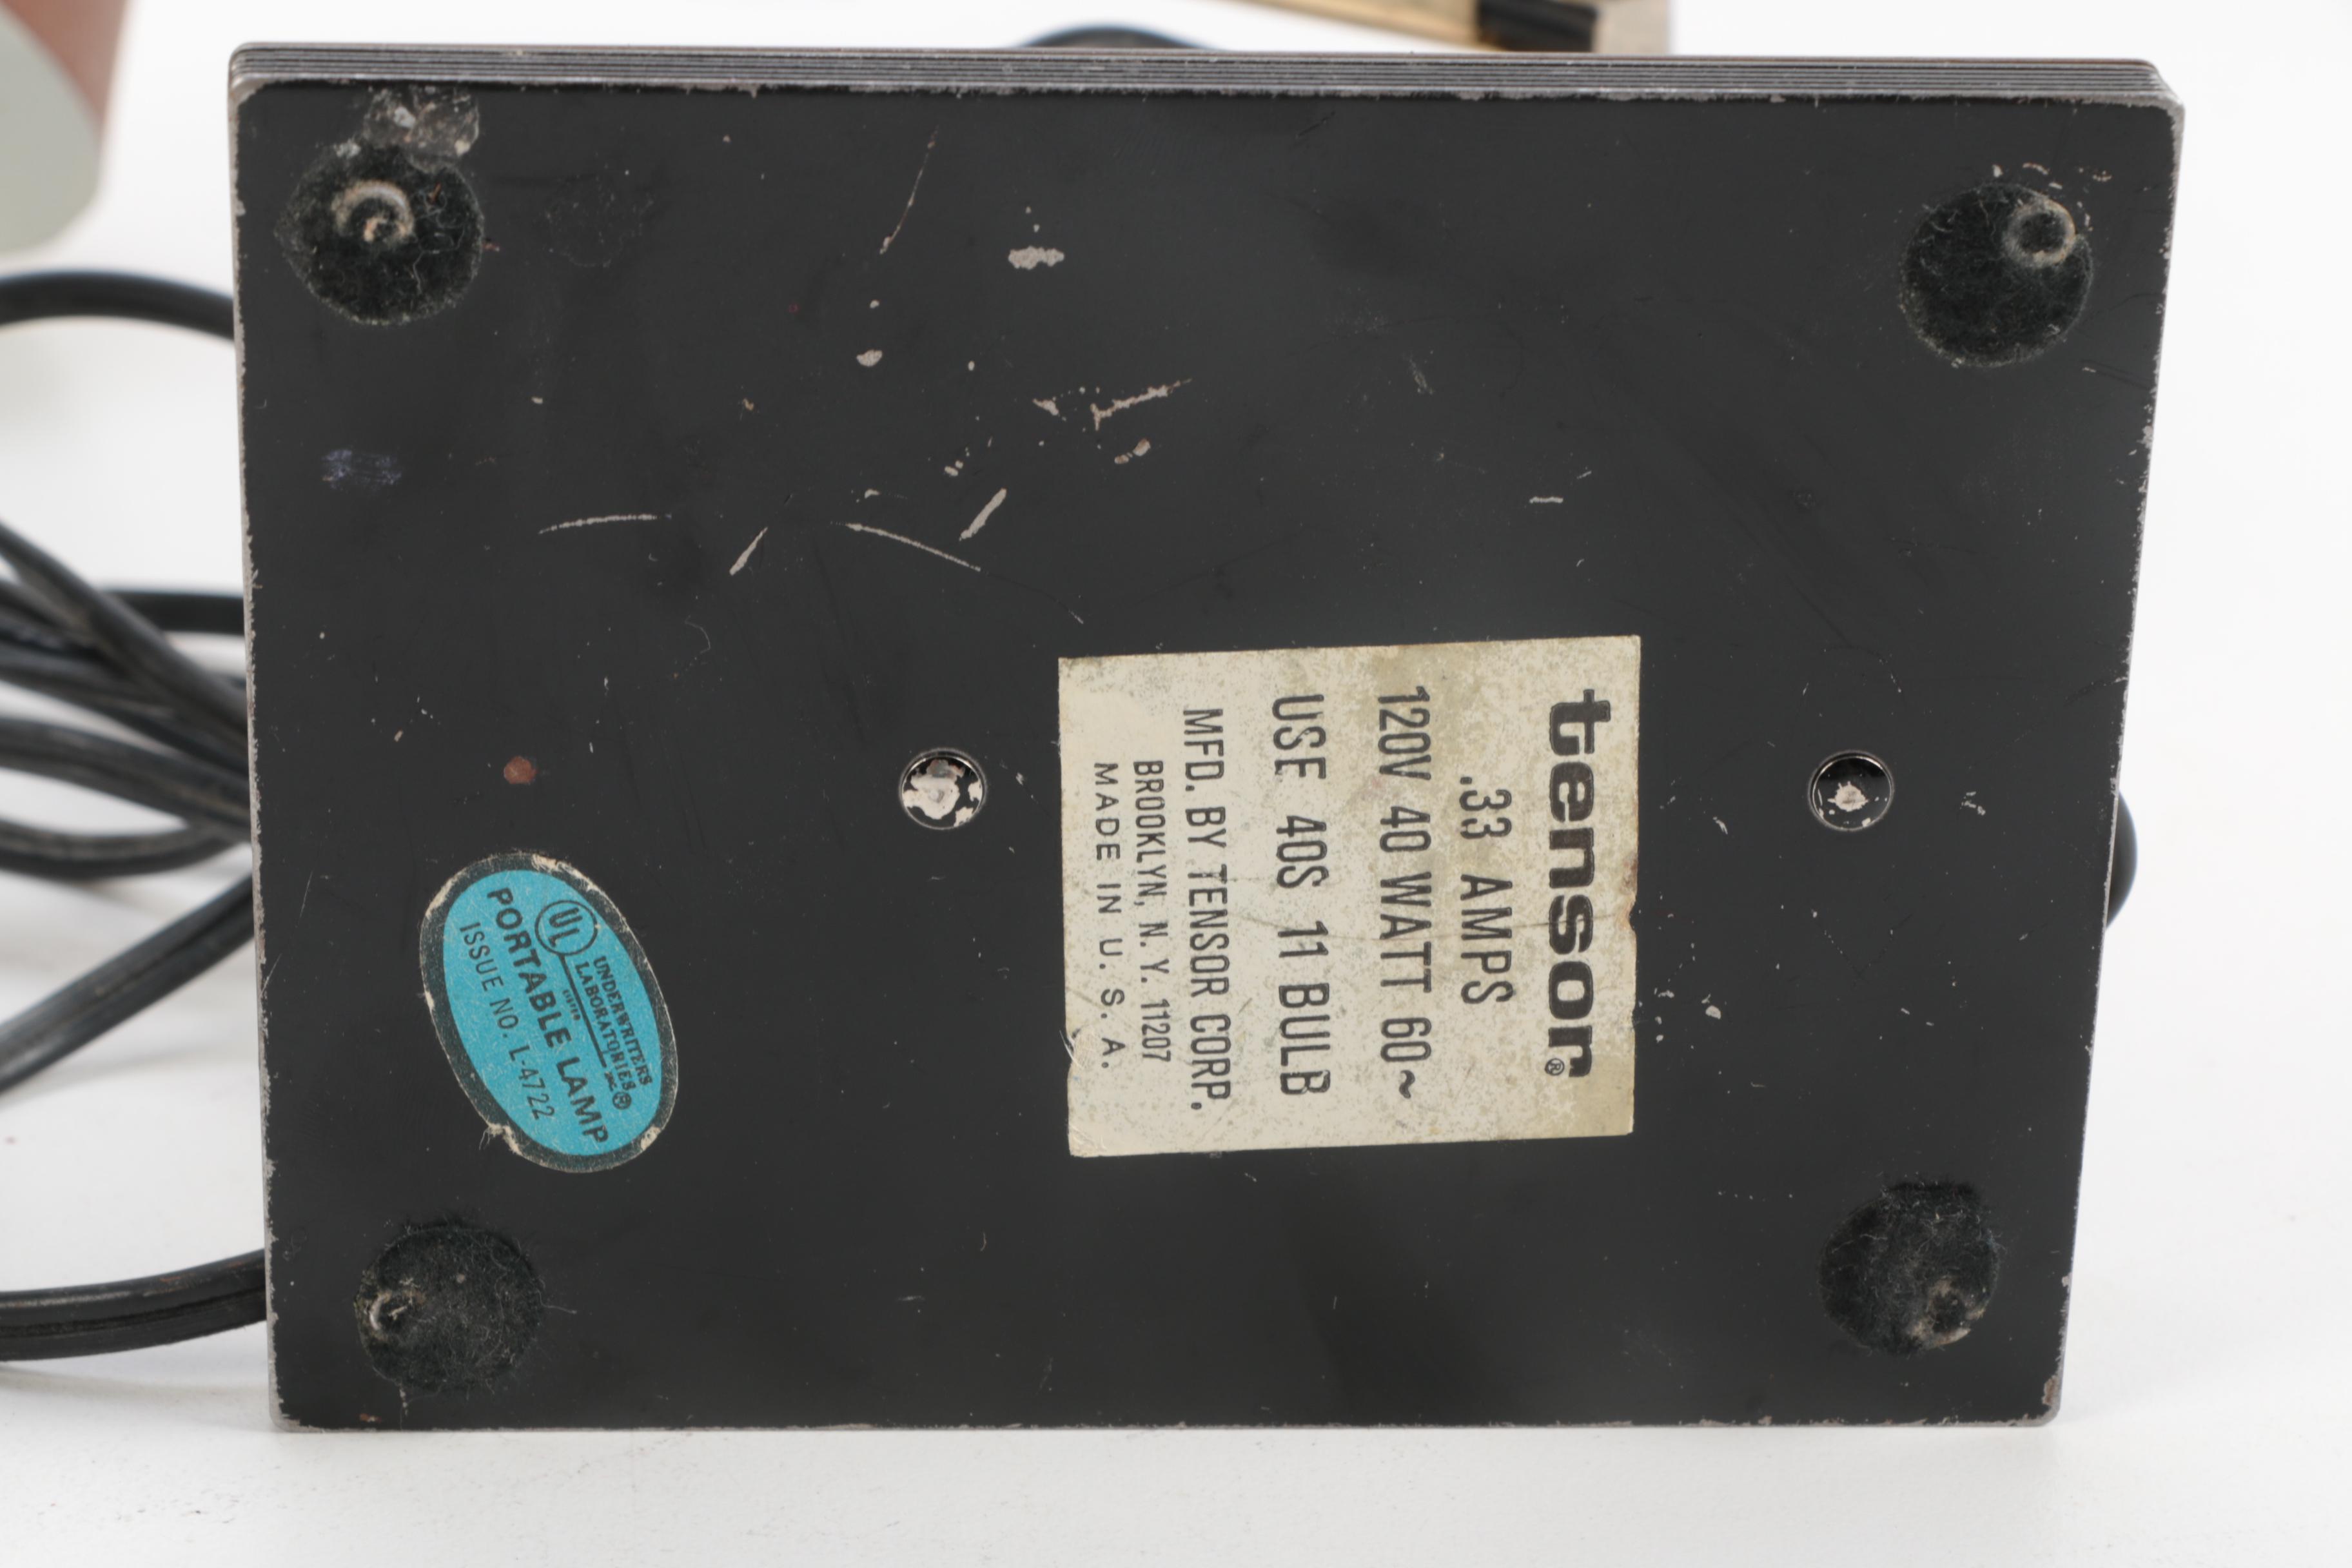 tensor®
.33 AMPS
120V 40 WATT 60~
USE 40S 11 BULB
MFD. BY TENSOR CORP.
BROOKLYN, N. Y. 11207
MADE IN U. S. A.
UL
UNDERWRITERS
LABORATORIES INC.®
PORTABLE LAMP
ISSUE NO. L-4722